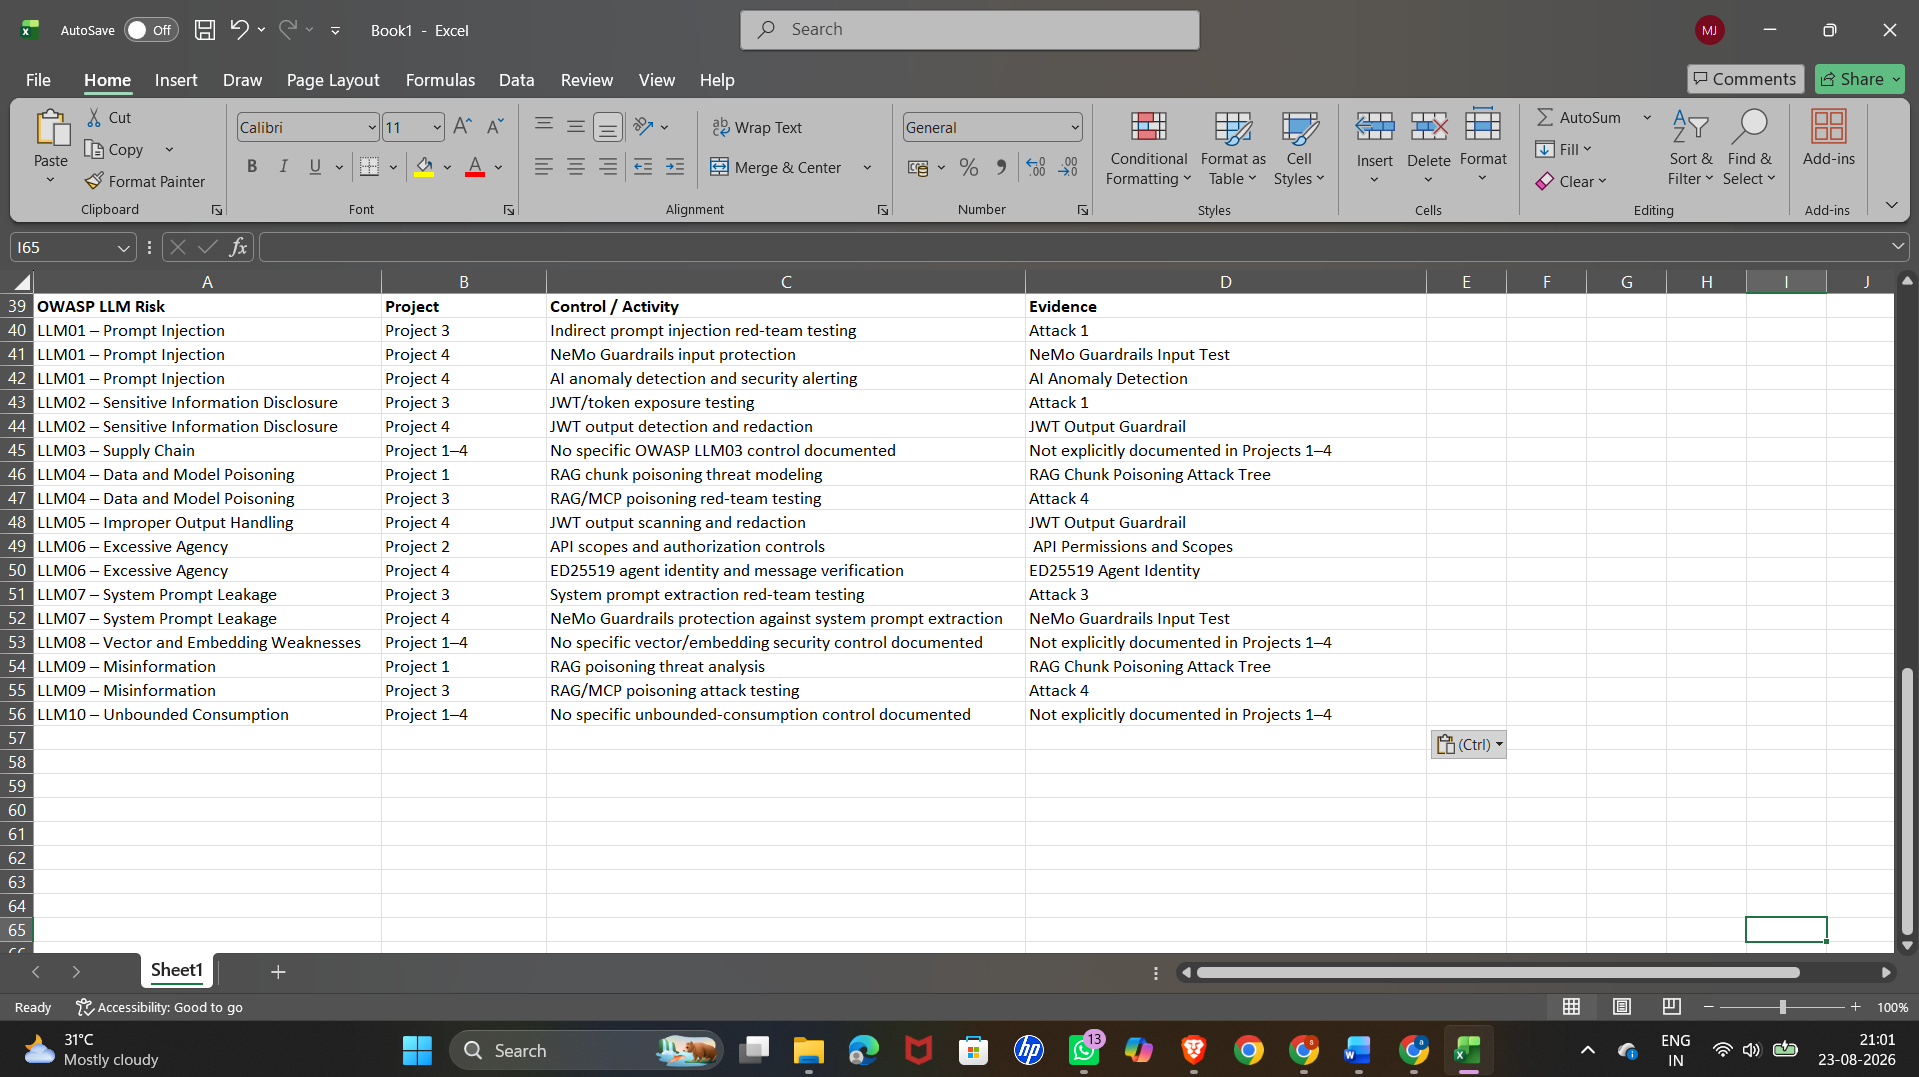 AutoSave Off Book1 - Excel Search MJ
File Home Insert Draw Page Layout Formulas Data Review View Help Comments Share
Paste Cut Copy Format Painter Clipboard
Calibri 11 B I U A Font
Wrap Text Merge & Center Alignment
General % Number
Conditional Formatting Format as Table Cell Styles Styles
Insert Delete Format Cells
AutoSum Fill Clear Sort & Filter Find & Select Editing
Add-ins Add-ins
I65 fx
A B C D E F G H I J
39 OWASP LLM Risk Project Control / Activity Evidence
40 LLM01 – Prompt Injection Project 3 Indirect prompt injection red-team testing Attack 1
41 LLM01 – Prompt Injection Project 4 NeMo Guardrails input protection NeMo Guardrails Input Test
42 LLM01 – Prompt Injection Project 4 AI anomaly detection and security alerting AI Anomaly Detection
43 LLM02 – Sensitive Information Disclosure Project 3 JWT/token exposure testing Attack 1
44 LLM02 – Sensitive Information Disclosure Project 4 JWT output detection and redaction JWT Output Guardrail
45 LLM03 – Supply Chain Project 1–4 No specific OWASP LLM03 control documented Not explicitly documented in Projects 1–4
46 LLM04 – Data and Model Poisoning Project 1 RAG chunk poisoning threat modeling RAG Chunk Poisoning Attack Tree
47 LLM04 – Data and Model Poisoning Project 3 RAG/MCP poisoning red-team testing Attack 4
48 LLM05 – Improper Output Handling Project 4 JWT output scanning and redaction JWT Output Guardrail
49 LLM06 – Excessive Agency Project 2 API scopes and authorization controls API Permissions and Scopes
50 LLM06 – Excessive Agency Project 4 ED25519 agent identity and message verification ED25519 Agent Identity
51 LLM07 – System Prompt Leakage Project 3 System prompt extraction red-team testing Attack 3
52 LLM07 – System Prompt Leakage Project 4 NeMo Guardrails protection against system prompt extraction NeMo Guardrails Input Test
53 LLM08 – Vector and Embedding Weaknesses Project 1–4 No specific vector/embedding security control documented Not explicitly documented in Projects 1–4
54 LLM09 – Misinformation Project 1 RAG poisoning threat analysis RAG Chunk Poisoning Attack Tree
55 LLM09 – Misinformation Project 3 RAG/MCP poisoning attack testing Attack 4
56 LLM10 – Unbounded Consumption Project 1–4 No specific unbounded-consumption control documented Not explicitly documented in Projects 1–4
57 (Ctrl)
58
59
60
61
62
63
64
65
Sheet1
Ready Accessibility: Good to go 100%
31°C
Mostly cloudy
Search
13
ENG
IN
21:01
23-08-2026